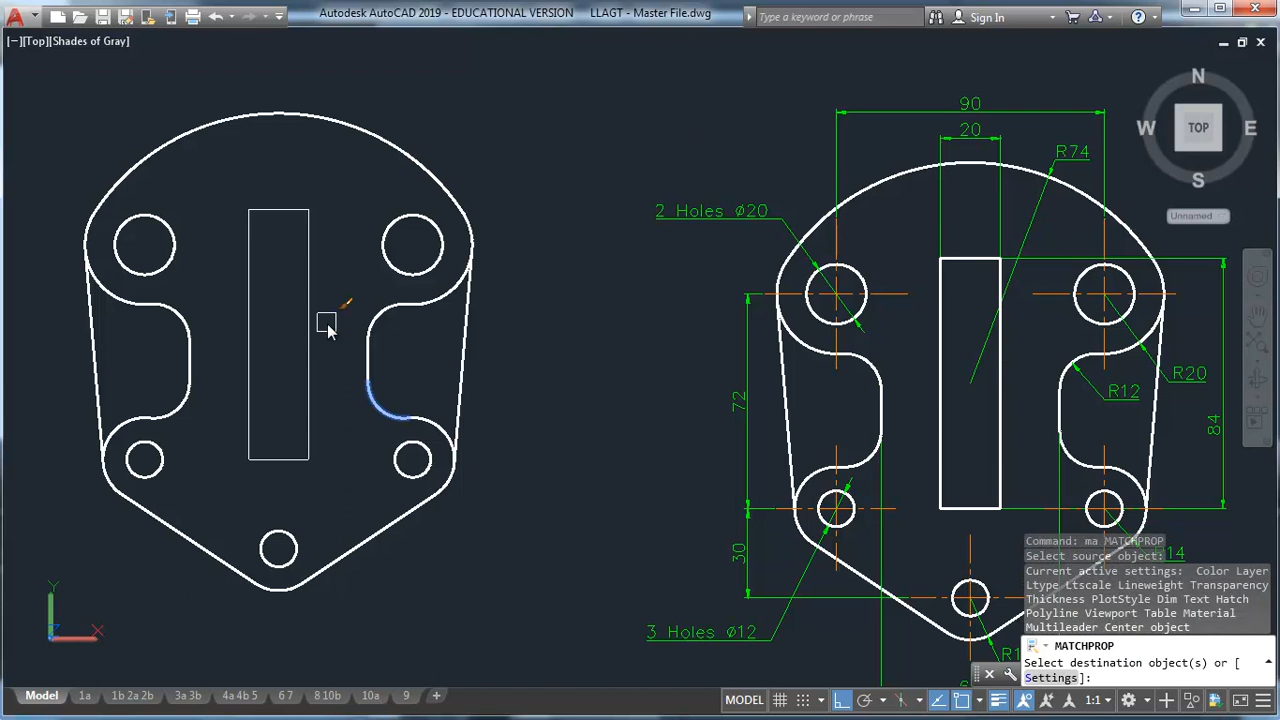 Autodesk AutoCAD 2019 - EDUCATIONAL VERSION LLAGT - Master File.dwg
Type a keyword or phrase
Sign In
[−][Top][Shades of Gray]
N
W
TOP
E
S
Unnamed
90
20
R74
2 Holes Ø20
R20
R12
72
84
30
3 Holes Ø12
Command: ma MATCHPROP
Select source object:
Current active settings: Color Layer
Ltype Ltscale Lineweight Transparency
Thickness PlotStyle Dim Text Hatch
Polyline Viewport Table Material
Multileader Center object
MATCHPROP
Select destination object(s) or [
Settings]:
Y
X
Model
1a
1b 2a 2b
3a 3b
4a 4b 5
6 7
8 10b
10a
9
MODEL
1:1